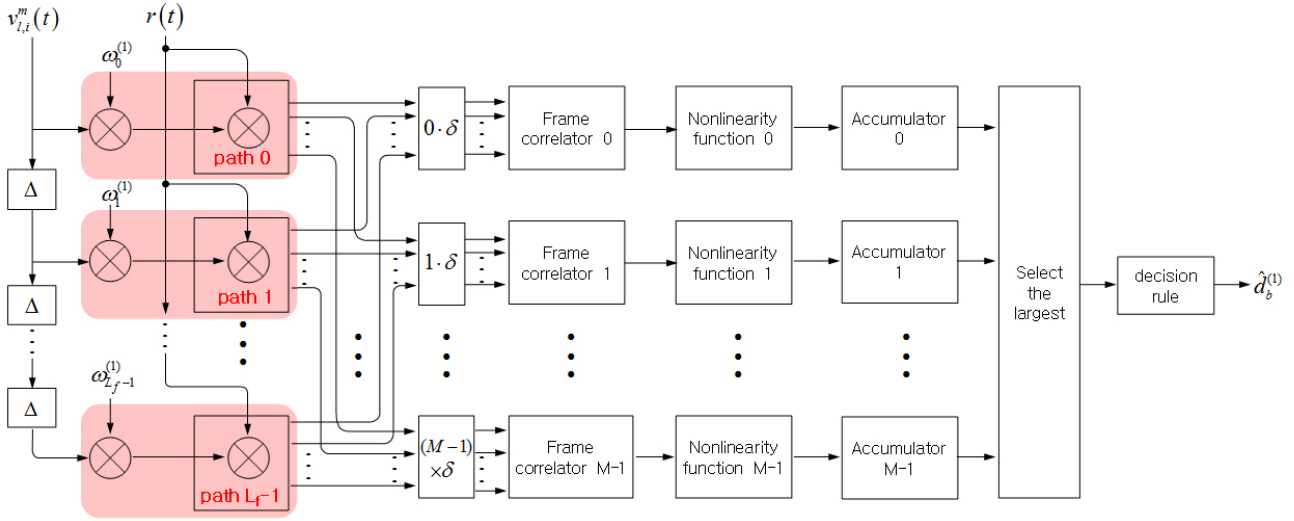 v_{l,i}^{m}(t)
r(t)
ω_0^{(1)}
path 0
0·δ
Frame
correlator 0
Nonlinearity
function 0
Accumulator
0
Δ
ω_1^{(1)}
path 1
1·δ
Frame
correlator 1
Nonlinearity
function 1
Accumulator
1
Δ
Select
the
largest
decision
rule
d̂_b^{(1)}
Δ
ω_{L_f-1}^{(1)}
path L_f-1
(M-1)
×δ
Frame
correlator M-1
Nonlinearity
function M-1
Accumulator
M-1